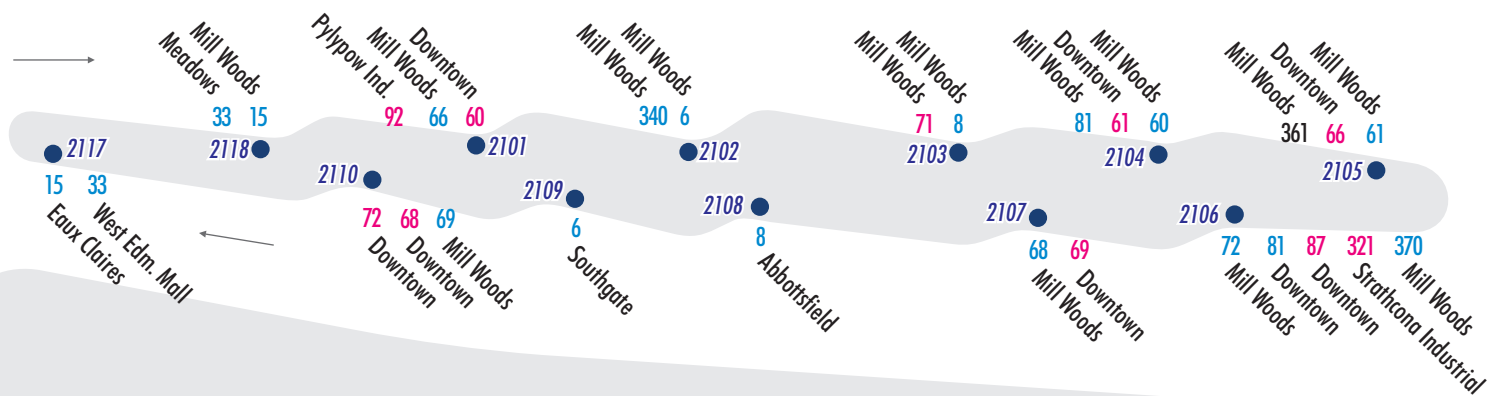 Meadows
Mill Woods
33 15
2118
Pylypow Ind.
Mill Woods
Downtown
92 66 60
2101
Mill Woods
Mill Woods
340 6
2102
Mill Woods
Mill Woods
71 8
2103
Mill Woods
Downtown
Mill Woods
81 61 60
2104
Mill Woods
Downtown
Mill Woods
361 66 61
2105
2117
15 33
Eaux Claires
West Edm. Mall
2110
72 68 69
Downtown
Downtown
Mill Woods
2109
6
Southgate
2108
8
Abbottsfield
2107
68 69
Mill Woods
Downtown
2106
72 81 87 321 370
Mill Woods
Downtown
Downtown
Strathcona Industrial
Mill Woods